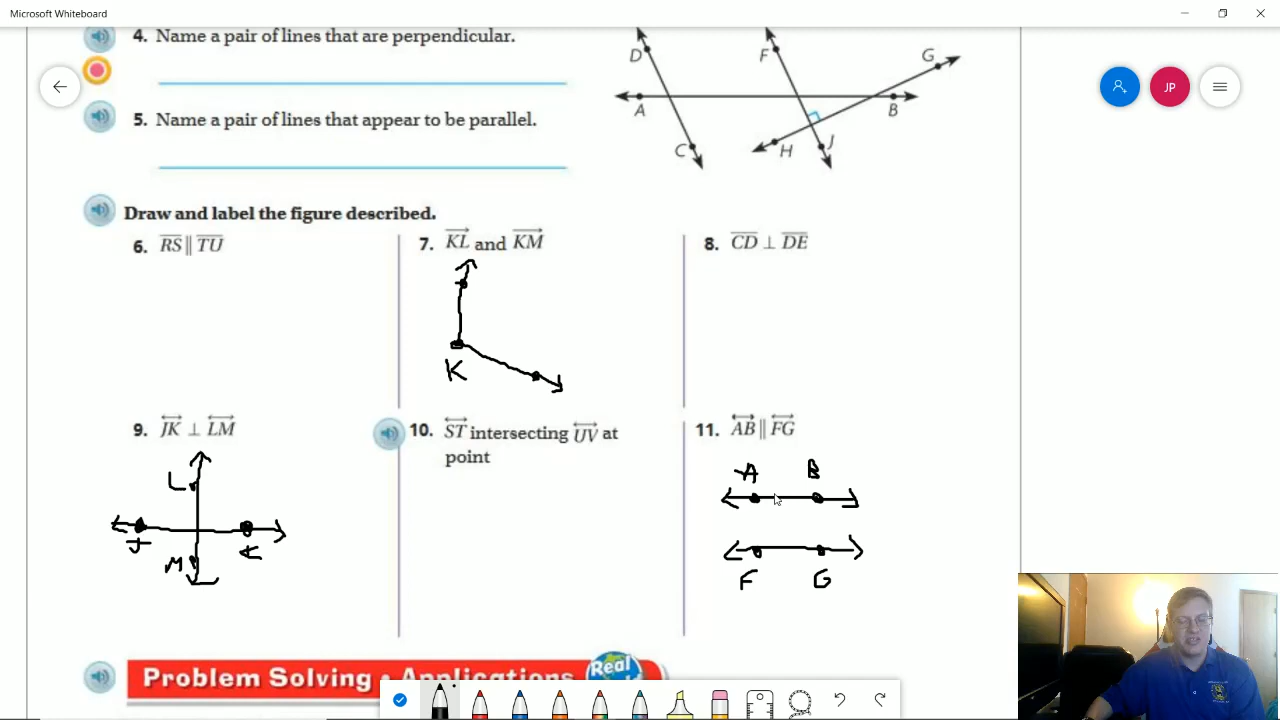 Microsoft Whiteboard
4. Name a pair of lines that are perpendicular.
5. Name a pair of lines that appear to be parallel.
D
F
G
A
B
C
H
J
JP
Draw and label the figure described.
6. RS || TU
7. KL and KM
8. CD ⊥ DE
K
9. JK ⊥ LM
10. ST intersecting UV at
point
11. AB || FG
L
J
K
M
A
B
F
G
Problem Solving • Applications
Real